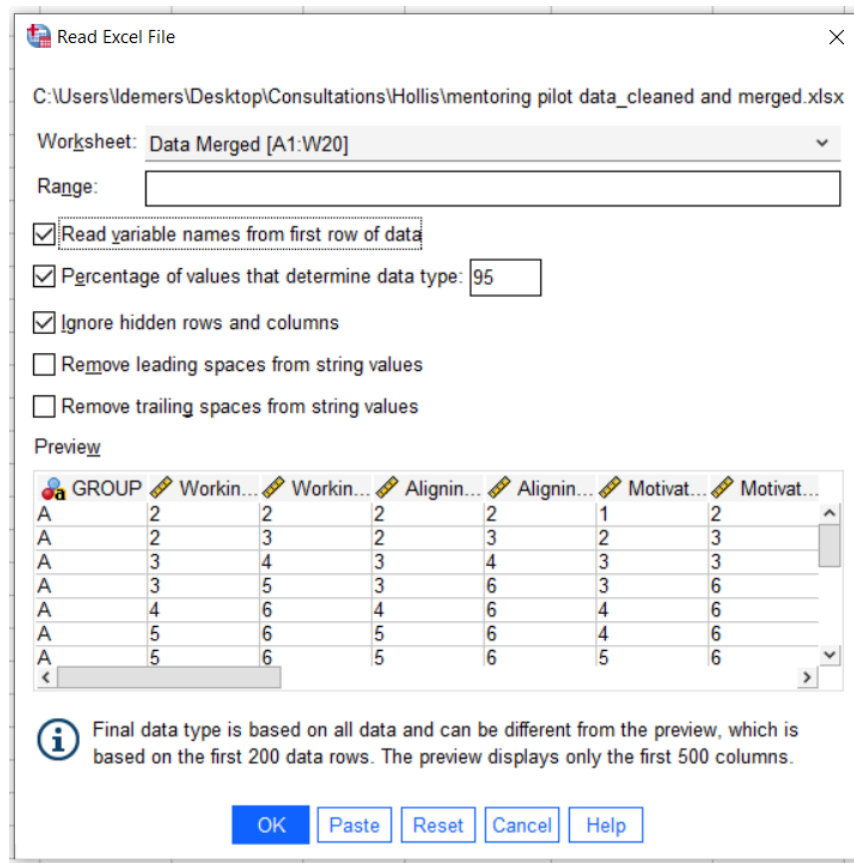 Read Excel File
C:\Users\ldemers\Desktop\Consultations\Hollis\mentoring pilot data_cleaned and merged.xlsx
Worksheet: Data Merged [A1:W20]
Range:
Read variable names from first row of data
Percentage of values that determine data type: 95
Ignore hidden rows and columns
Remove leading spaces from string values
Remove trailing spaces from string values
Preview
GROUP Workin... Workin... Alignin... Alignin... Motivat... Motivat...
A 2 2 2 2 1 2
A 2 3 2 3 2 3
A 3 4 3 4 3 3
A 3 5 3 6 3 6
A 4 6 4 6 4 6
A 5 6 5 6 4 6
A 5 6 5 6 5 6
Final data type is based on all data and can be different from the preview, which is
based on the first 200 data rows. The preview displays only the first 500 columns.
OK Paste Reset Cancel Help